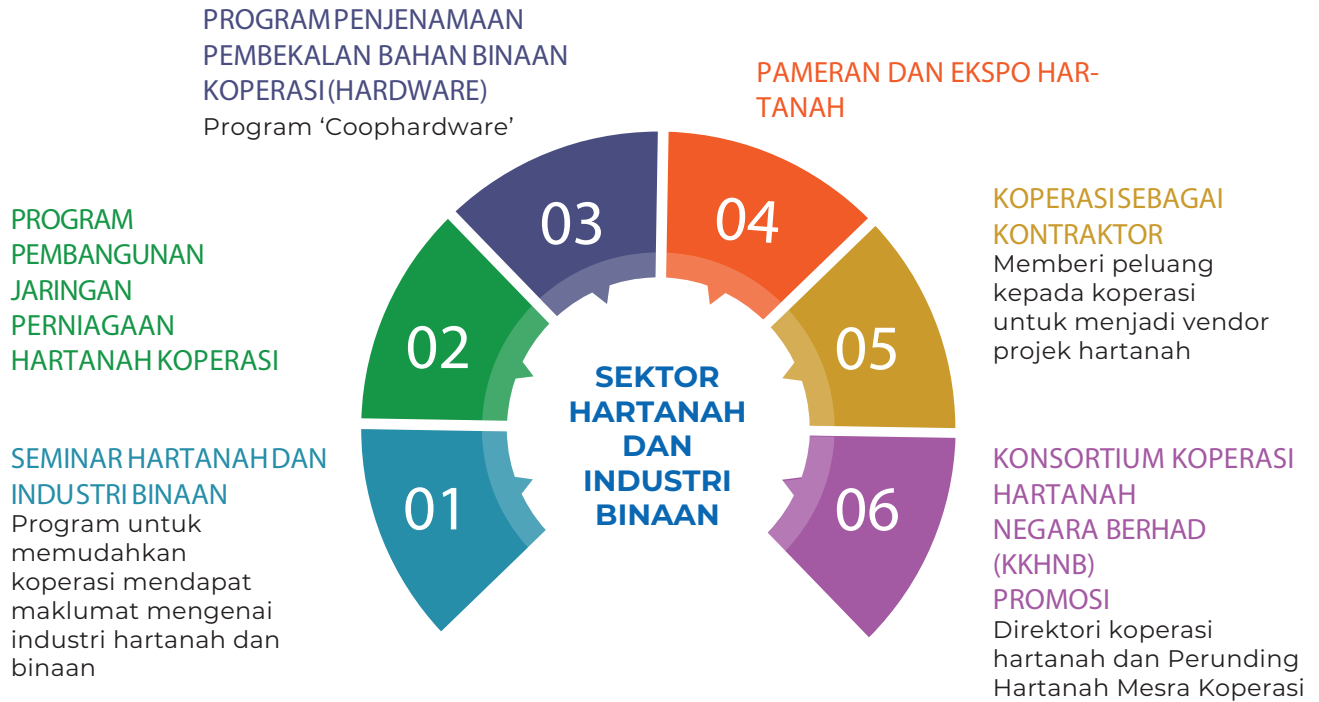 PROGRAM PENJENAMAAN
PEMBEKALAN BAHAN BINAAN
KOPERASI (HARDWARE)
Program ‘Coophardware’
PAMERAN DAN EKSPO HAR-
TANAH
PROGRAM
PEMBANGUNAN
JARINGAN
PERNIAGAAN
HARTANAH KOPERASI
KOPERASI SEBAGAI
KONTRAKTOR
Memberi peluang
kepada koperasi
untuk menjadi vendor
projek hartanah
SEMINAR HARTANAH DAN
INDUSTRI BINAAN
Program untuk
memudahkan
koperasi mendapat
maklumat mengenai
industri hartanah dan
binaan
KONSORTIUM KOPERASI
HARTANAH
NEGARA BERHAD
(KKHNB)
PROMOSI
Direktori koperasi
hartanah dan Perunding
Hartanah Mesra Koperasi
01
02
03
04
05
06
SEKTOR
HARTANAH
DAN
INDUSTRI
BINAAN